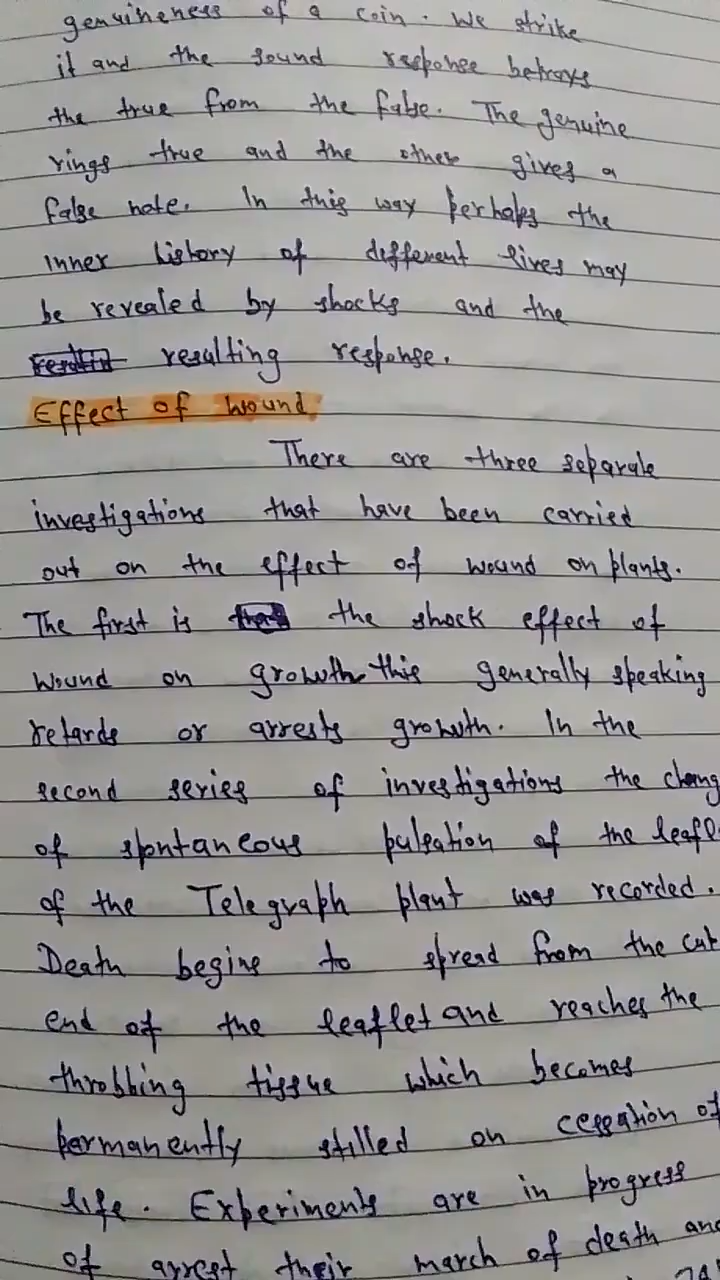 genuineness of a coin. We strike
it and the sound response betrays
the true from the false. The genuine
rings true and the other gives a
false note. In this way perhaps the
inner history of different lives may
be revealed by shocks and the
resulting response.
Effect of Wound
There are three separate
investigations that have been carried
out on the effect of wound on plants.
The first is the shock effect of
wound on growth this generally speaking
retards or arrests growth. In the
second series of investigations the chang
of spontaneous pulsation of the leafl
of the Telegraph plant was recorded.
Death begins to spread from the cut
end of the leaflet and reaches the
throbbing tissue which becomes
permanently stilled on cessation of
life. Experiments are in progress
of arrest their march of death and